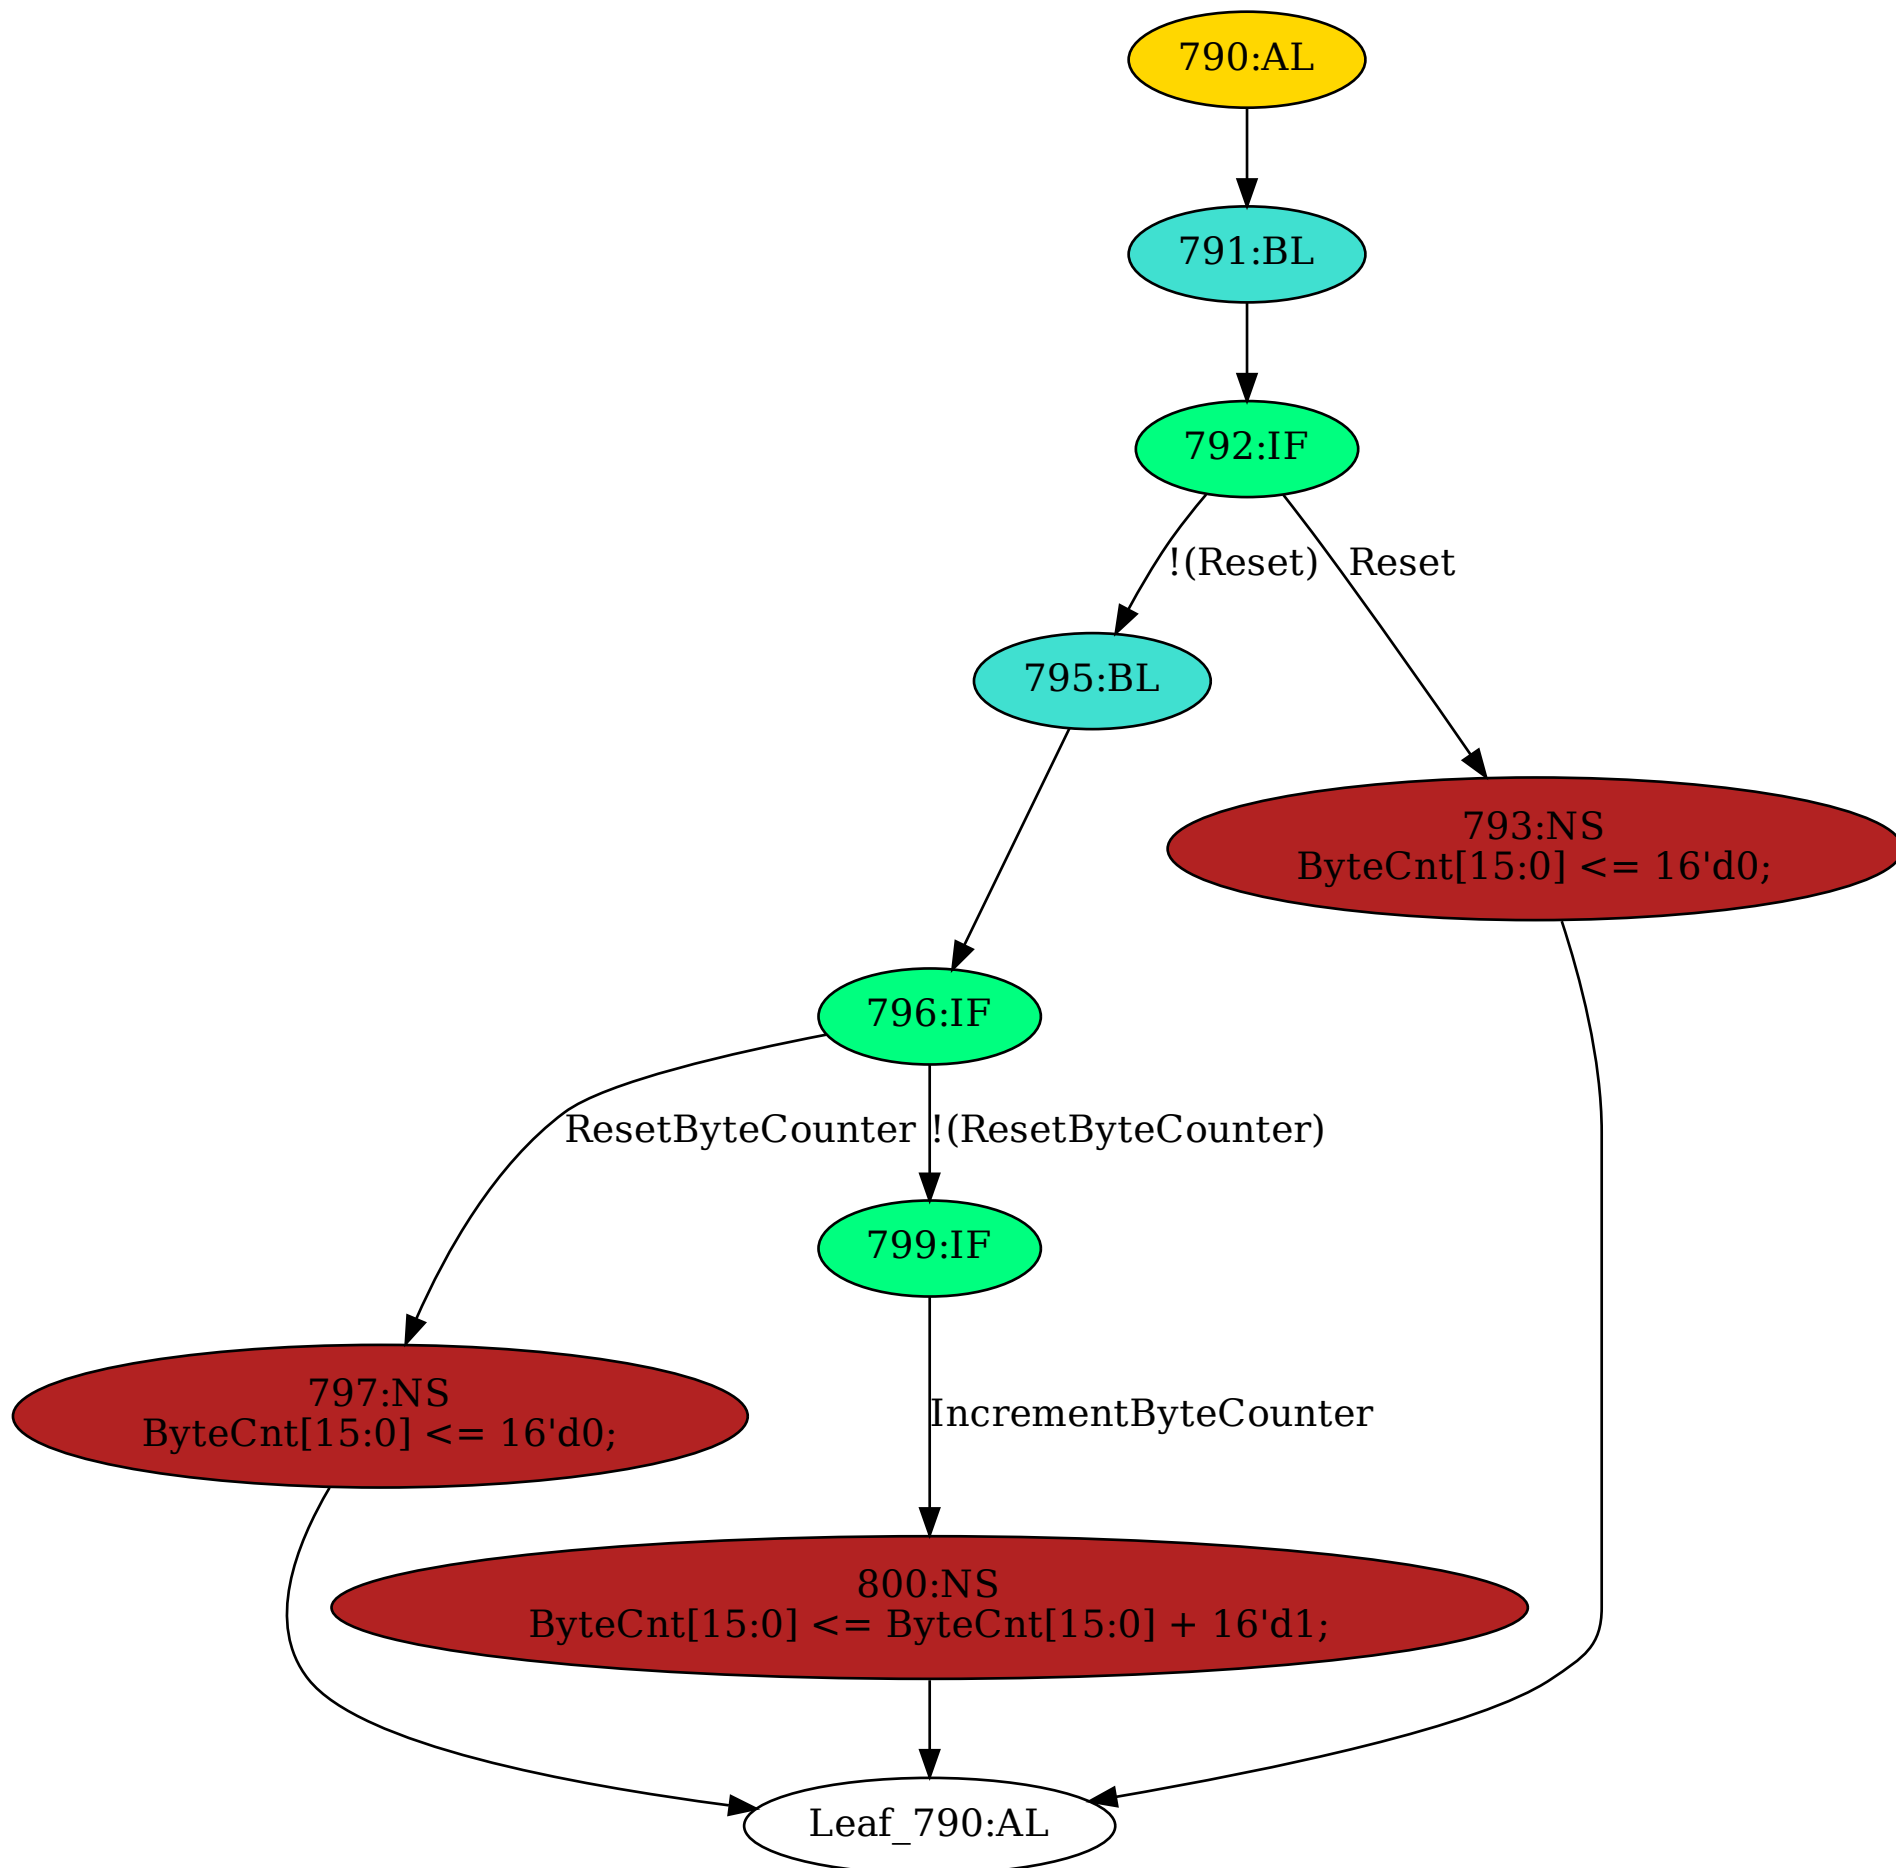 790:AL
791:BL
792:IF
!(Reset)
Reset
795:BL
793:NS
ByteCnt[15:0] <= 16'd0;
796:IF
ResetByteCounter
!(ResetByteCounter)
799:IF
797:NS
ByteCnt[15:0] <= 16'd0;
IncrementByteCounter
800:NS
ByteCnt[15:0] <= ByteCnt[15:0] + 16'd1;
Leaf_790:AL